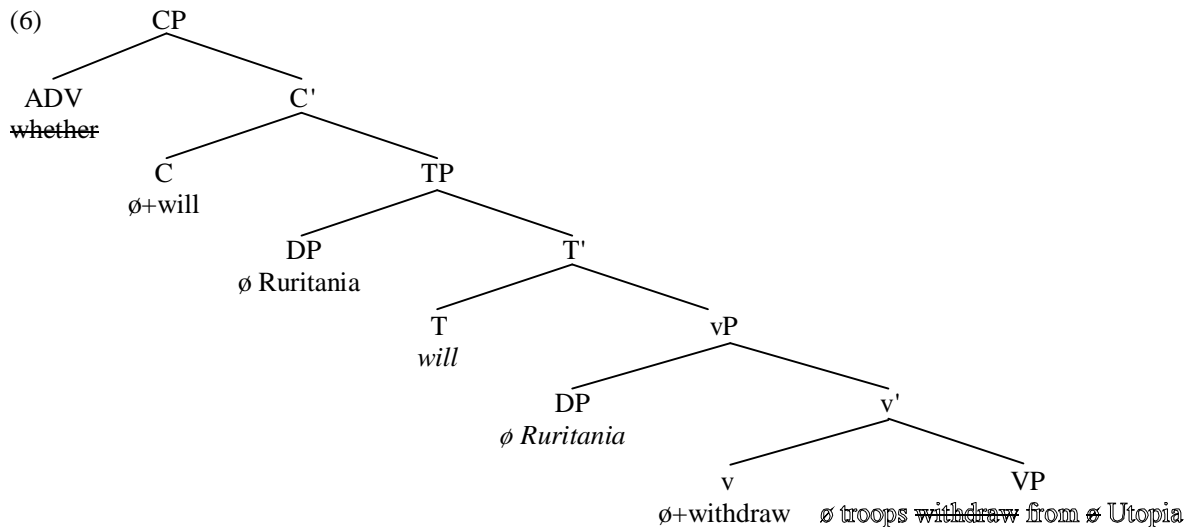 (6) CP
ADV C'
whether
C TP
ø+will
DP T'
ø Ruritania
T vP
will
DP v'
ø Ruritania
v VP
ø+withdraw ø troops withdraw from ø Utopia